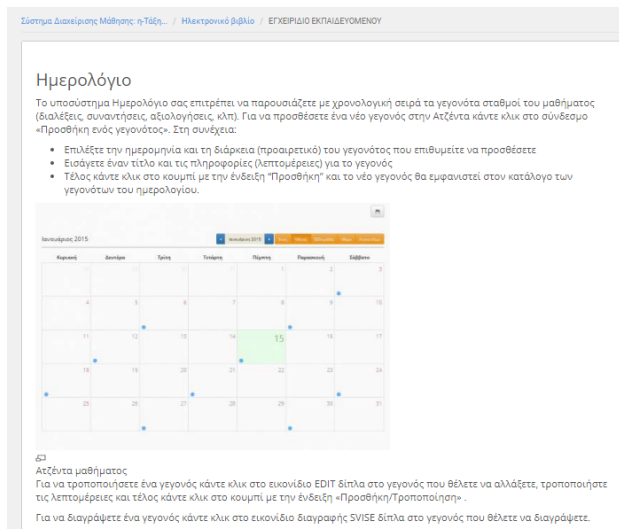 Σύστημα Διαχείρισης Μάθησης: η-Τάξη... / Ηλεκτρονικό βιβλίο / ΕΓΧΕΙΡΙΔΙΟ ΕΚΠΑΙΔΕΥΟΜΕΝΟΥ
Ημερολόγιο
Το υποσύστημα Ημερολόγιο σας επιτρέπει να παρουσιάζετε με χρονολογική σειρά τα γεγονότα σταθμοί του μαθήματος
(διαλέξεις, συναντήσεις, αξιολογήσεις, κλπ). Για να προσθέσετε ένα νέο γεγονός στην Ατζέντα κάντε κλικ στο σύνδεσμο
«Προσθήκη ενός γεγονότος». Στη συνέχεια:
• Επιλέξτε την ημερομηνία και τη διάρκεια (προαιρετικό) του γεγονότος που επιθυμείτε να προσθέσετε
• Εισάγετε έναν τίτλο και τις πληροφορίες (λεπτομέρειες) για το γεγονός
• Τέλος κάντε κλικ στο κουμπί με την ένδειξη "Προσθήκη" και το νέο γεγονός θα εμφανιστεί στον κατάλογο των
γεγονότων του ημερολογίου.
Ιανουάριος 2015 Ιανουάριος 2015
Κυριακή Δευτέρα Τρίτη Τετάρτη Πέμπτη Παρασκευή Σάββατο
1 2 3
4 5 6 7 8 9 10
11 12 13 14 15 16 17
18 19 20 21 22 23 24
25 26 27 28 29 30 31
Ατζέντα μαθήματος
Για να τροποποιήσετε ένα γεγονός κάντε κλικ στο εικονίδιο EDIT δίπλα στο γεγονός που θέλετε να αλλάξετε, τροποποιήστε
τις λεπτομέρειες και τέλος κάντε κλικ στο κουμπί με την ένδειξη «Προσθήκη/Τροποποίηση» .
Για να διαγράψετε ένα γεγονός κάντε κλικ στο εικονίδιο διαγραφής SVISE δίπλα στο γεγονός που θέλετε να διαγράψετε.